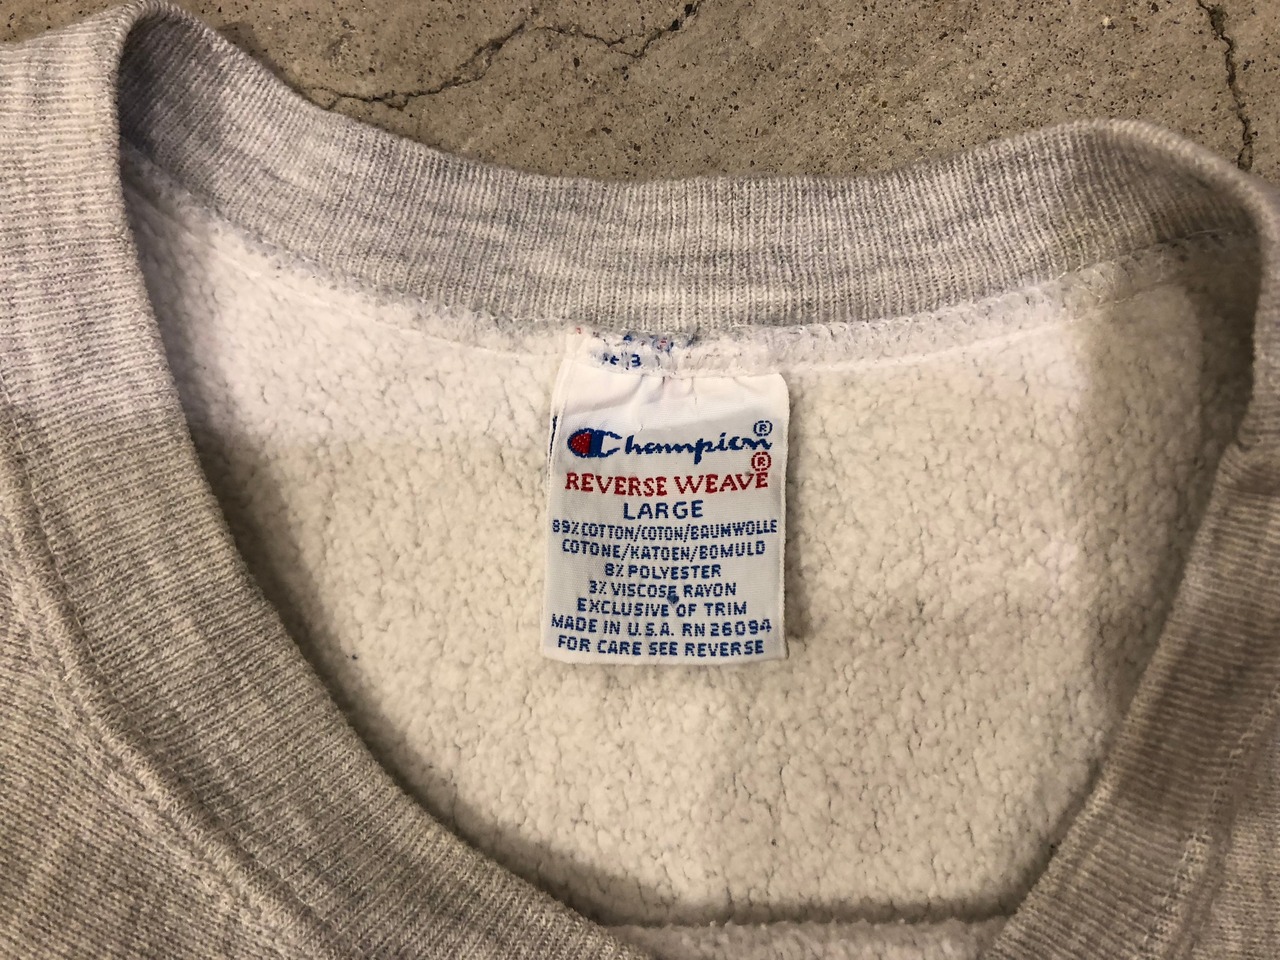 Champion®
REVERSE WEAVE®
LARGE
89% COTTON/COTON/BAUMWOLLE
COTONE/KATOEN/BOMULD
8% POLYESTER
3% VISCOSE RAYON
EXCLUSIVE OF TRIM
MADE IN U.S.A. RN 26094
FOR CARE SEE REVERSE